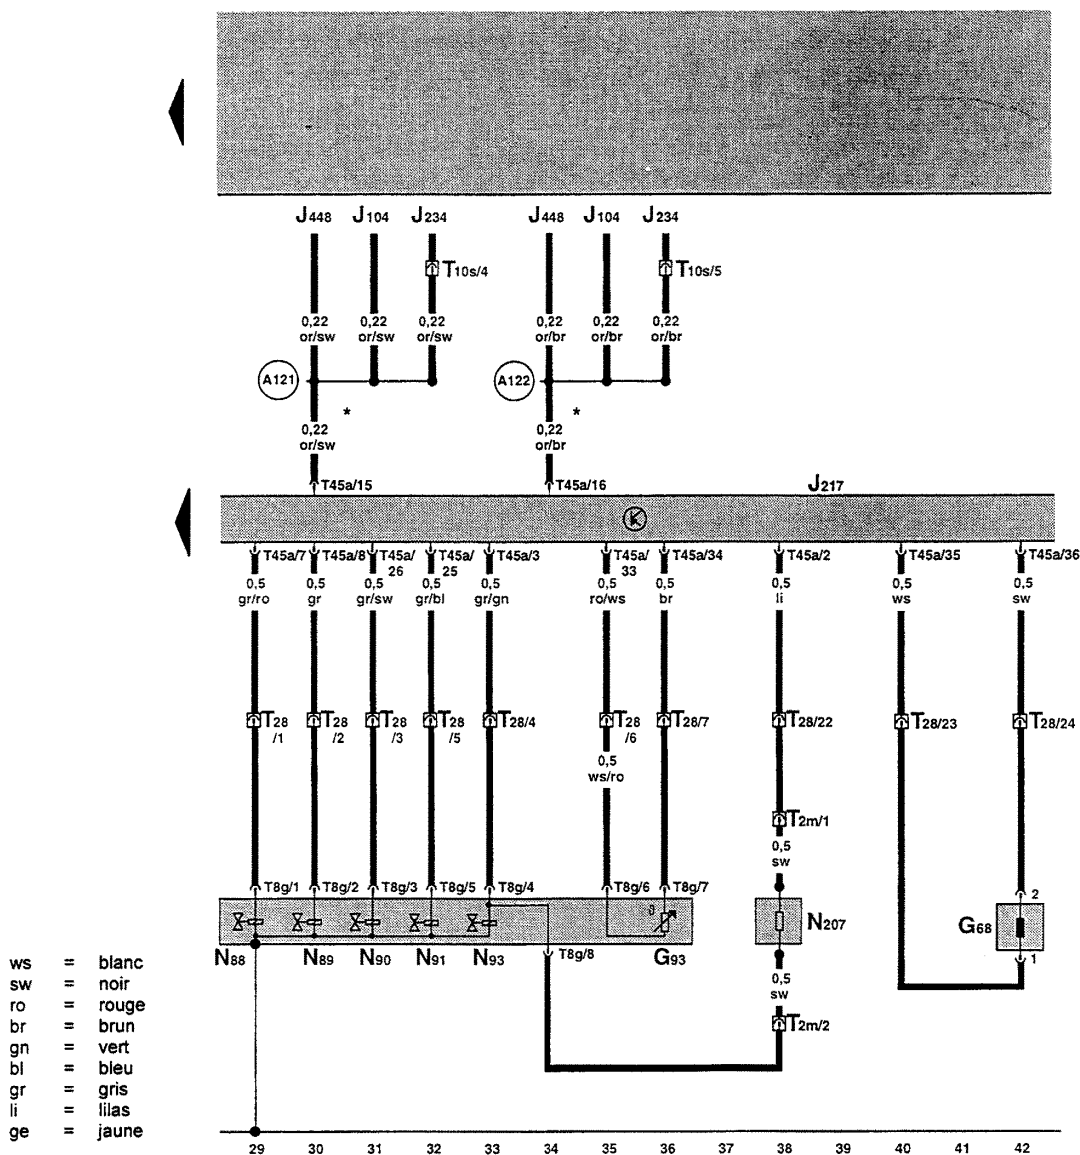 J448 J104 J234 J448 J104 J234
T10s/4 T10s/5
0,22 0,22 0,22 0,22 0,22 0,22
or/sw or/sw or/sw or/br or/br or/br
A121 A122
* *
0,22 0,22
or/sw or/br
T45a/15 T45a/16 J217
T45a/7 T45a/8 T45a/ T45a/ T45a/3 T45a/ T45a/34 T45a/2 T45a/35 T45a/36
26 25 33
0,5 0,5 0,5 0,5 0,5 0,5 0,5 0,5 0,5 0,5
gr/ro gr gr/sw gr/bl gr/gn ro/ws br li ws sw
T28 T28 T28 T28 T28/4 T28 T28/7 T28/22 T28/23 T28/24
/1 /2 /3 /5 /6
0,5
ws/ro
T2m/1
0,5
sw
T8g/1 T8g/2 T8g/3 T8g/5 T8g/4 T8g/6 T8g/7 2
ϑ N207 G68
N88 N89 N90 N91 N93 T8g/8 G93 1
0,5
sw
T2m/2
ws = blanc
sw = noir
ro = rouge
br = brun
gn = vert
bl = bleu
gr = gris
li = lilas
ge = jaune
29 30 31 32 33 34 35 36 37 38 39 40 41 42